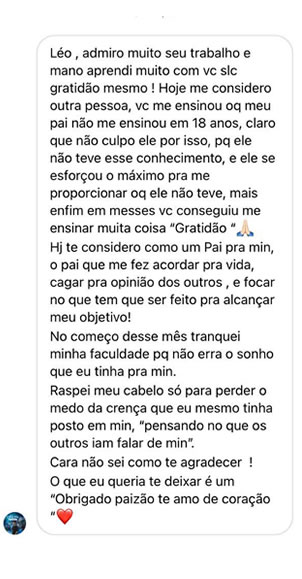 Léo , admiro muito seu trabalho e
mano aprendi muito com vc slc
gratidão mesmo ! Hoje me considero
outra pessoa, vc me ensinou oq meu
pai não me ensinou em 18 anos, claro
que não culpo ele por isso, pq ele
não teve esse conhecimento, e ele se
esforçou o máximo pra me
proporcionar oq ele não teve, mais
enfim em messes vc conseguiu me
ensinar muita coisa “Gratidão “🙏🏻
Hj te considero como um Pai pra min,
o pai que me fez acordar pra vida,
cagar pra opinião dos outros , e focar
no que tem que ser feito pra alcançar
meu objetivo!
No começo desse mês tranquei
minha faculdade pq não erra o sonho
que eu tinha pra min.
Raspei meu cabelo só para perder o
medo da crença que eu mesmo tinha
posto em min, “pensando no que os
outros iam falar de min”.
Cara não sei como te agradecer  !
O que eu queria te deixar é um
“Obrigado paizão te amo de coração
“❤️